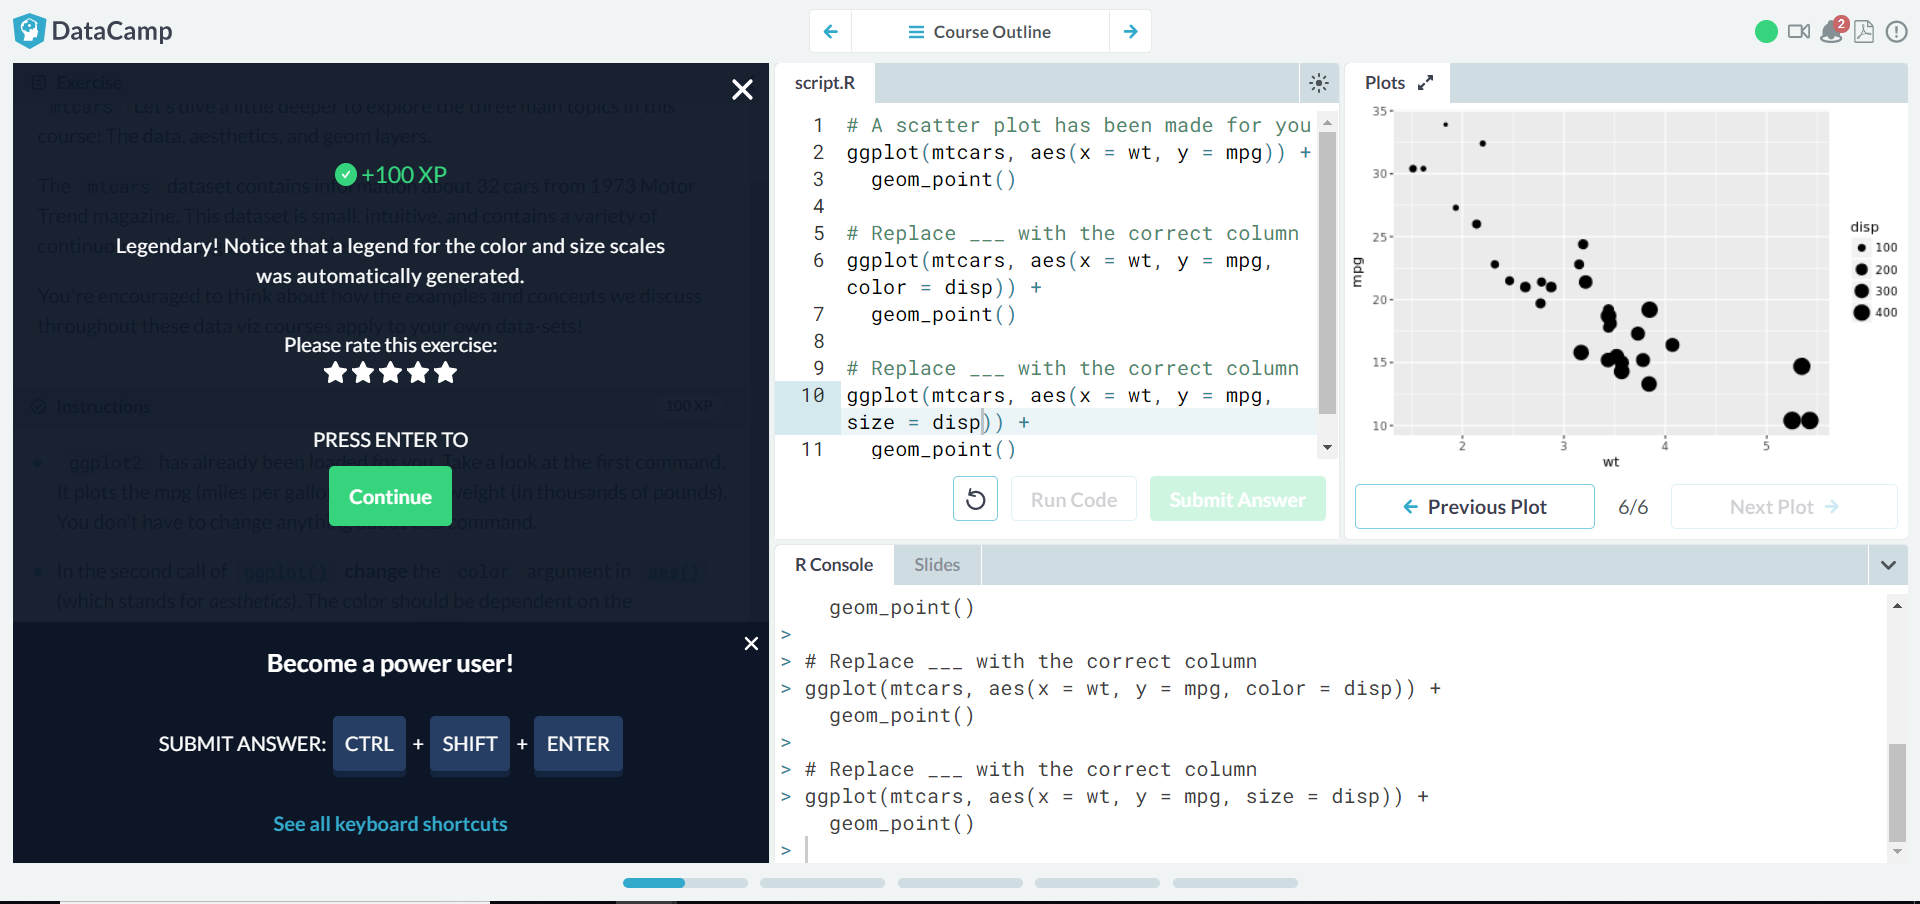 DataCamp
Course Outline
2
Exercise
mtcars Let's dive a little deeper to explore the three main topics in this
course: The data, aesthetics, and geom layers.
+100 XP
The mtcars dataset contains information about 32 cars from 1973 Motor
Trend magazine. This dataset is small, intuitive, and contains a variety of
Legendary! Notice that a legend for the color and size scales
was automatically generated.
You're encouraged to think about how the examples and concepts we discuss
throughout these data viz courses apply to your own data-sets!
Please rate this exercise:
Instructions
100 XP
PRESS ENTER TO
ggplot2 has already been loaded for you. Take a look at the first command.
It plots the mpg (miles per gallon weight (in thousands of pounds).
Continue
You don't have to change anything about command.
In the second call of ggplot() change the color argument in aes()
(which stands for aesthetics). The color should be dependent on the
Become a power user!
SUBMIT ANSWER: CTRL + SHIFT + ENTER
See all keyboard shortcuts
script.R
1 # A scatter plot has been made for you
2 ggplot(mtcars, aes(x = wt, y = mpg)) +
3 geom_point()
4
5 # Replace ___ with the correct column
6 ggplot(mtcars, aes(x = wt, y = mpg,
color = disp)) +
7 geom_point()
8
9 # Replace ___ with the correct column
10 ggplot(mtcars, aes(x = wt, y = mpg,
size = disp)) +
11 geom_point()
Run Code
Submit Answer
Plots
35
30
25
20
15
10
mpg
2 3 4 5
wt
disp
100
200
300
400
Previous Plot
6/6
Next Plot
R Console
Slides
geom_point()
>
> # Replace ___ with the correct column
> ggplot(mtcars, aes(x = wt, y = mpg, color = disp)) +
geom_point()
>
> # Replace ___ with the correct column
> ggplot(mtcars, aes(x = wt, y = mpg, size = disp)) +
geom_point()
>